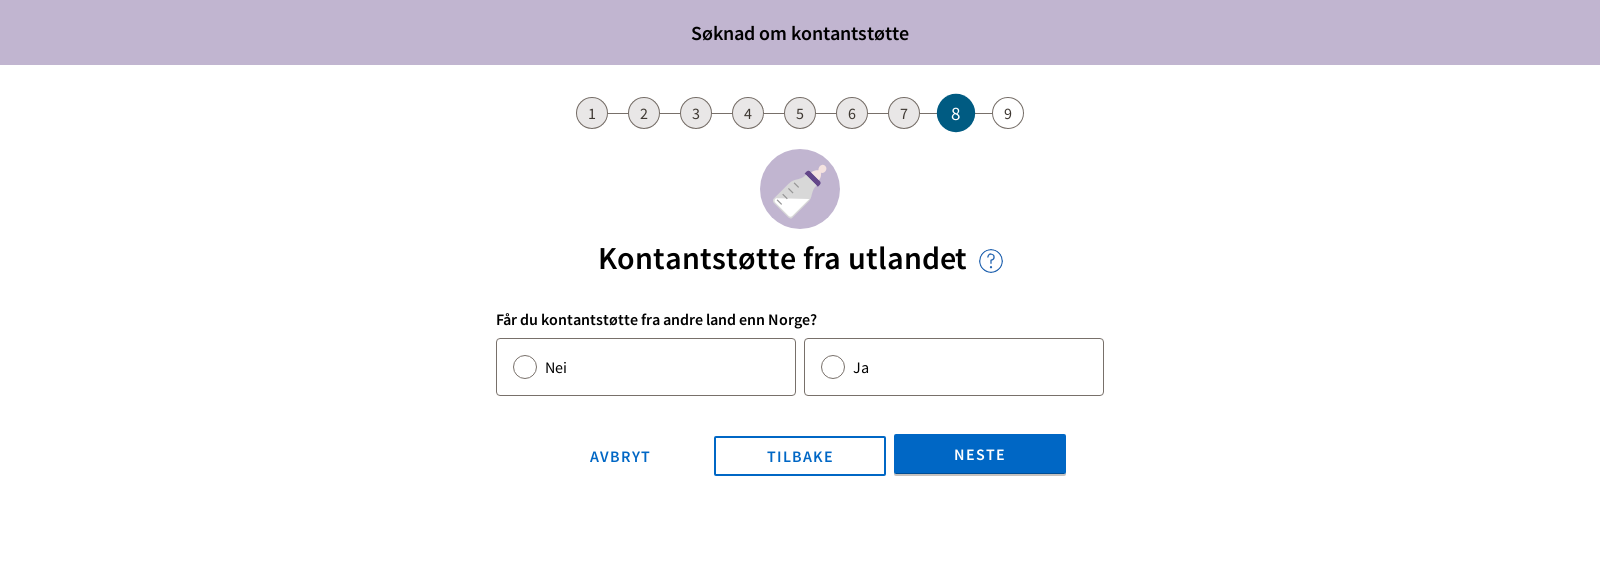 Søknad om kontantstøtte
1 2 3 4 5 6 7 8 9
Kontantstøtte fra utlandet ?
Får du kontantstøtte fra andre land enn Norge?
Nei Ja
AVBRYT TILBAKE NESTE